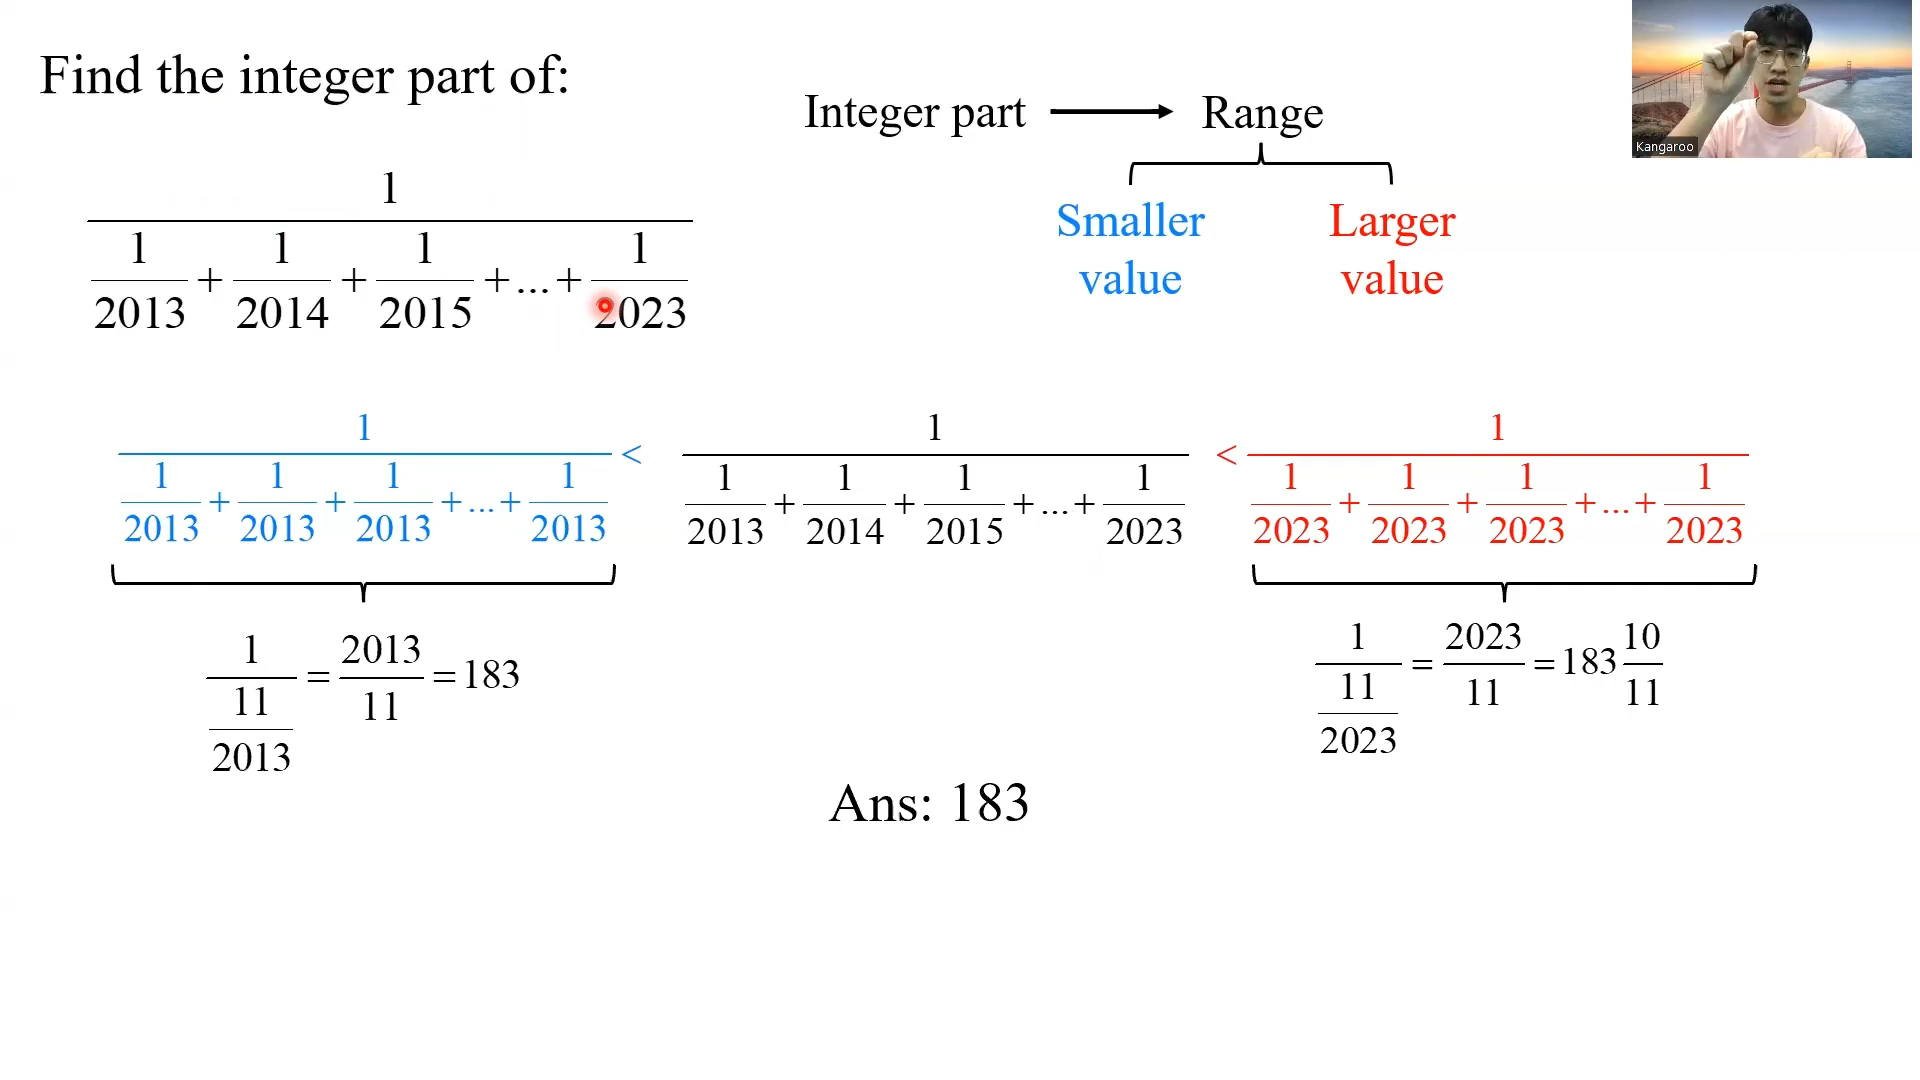 Find the integer part of:
Integer part → Range
Smaller value
Larger value
1
1/2013 + 1/2014 + 1/2015 + ... + 1/2023
1 / (1/2013 + 1/2013 + 1/2013 + ... + 1/2013) < 1 / (1/2013 + 1/2014 + 1/2015 + ... + 1/2023) < 1 / (1/2023 + 1/2023 + 1/2023 + ... + 1/2023)
1 / (11/2013) = 2013/11 = 183
1 / (11/2023) = 2023/11 = 183 10/11
Ans: 183
Kangaroo